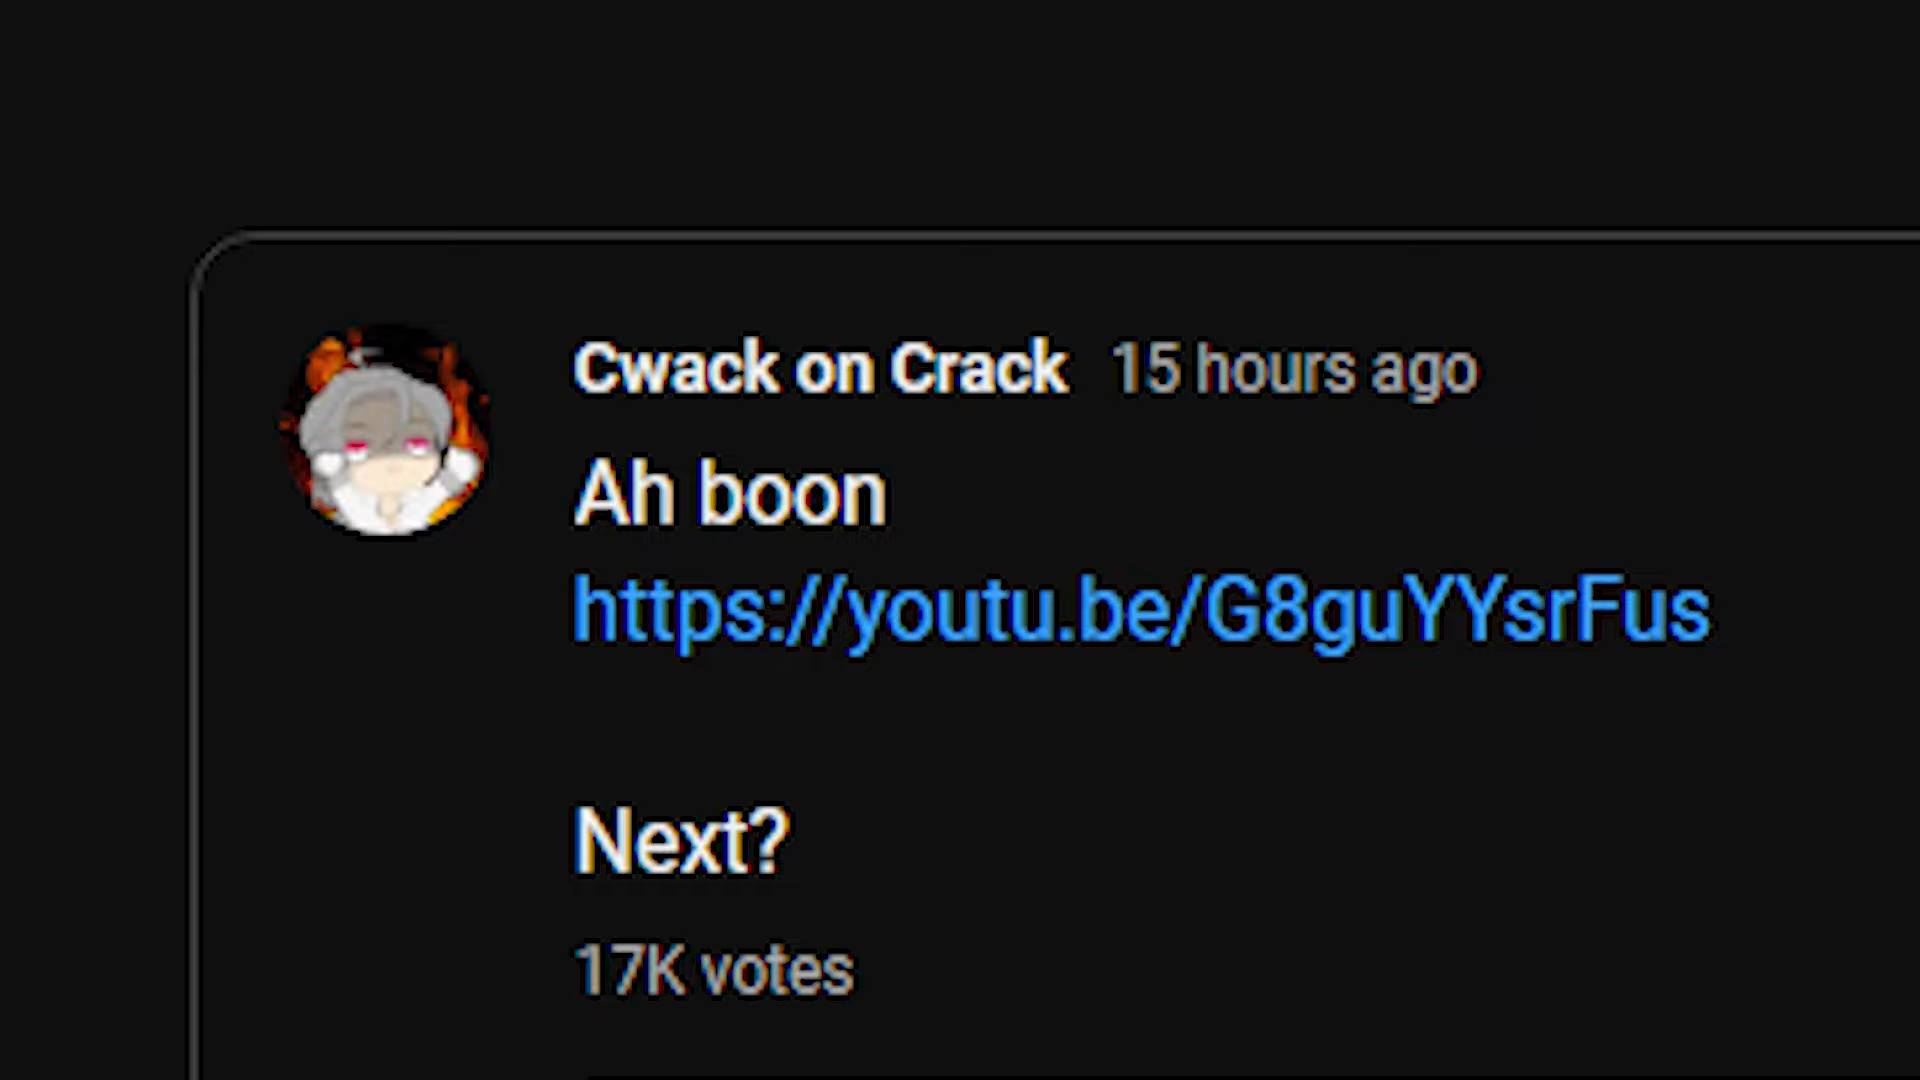 Cwack on Crack 15 hours ago
Ah boon
https://youtu.be/G8guYYsrFus
Next?
17K votes